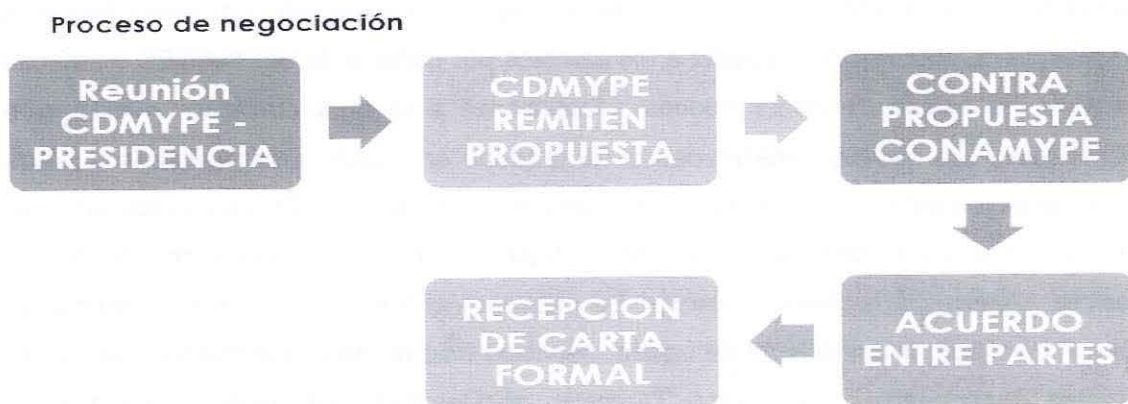 Proceso de negociación
Reunión
CDMYPE -
PRESIDENCIA
CDMYPE
REMITEN
PROPUESTA
CONTRA
PROPUESTA
CONAMYPE
ACUERDO
ENTRE PARTES
RECEPCION
DE CARTA
FORMAL